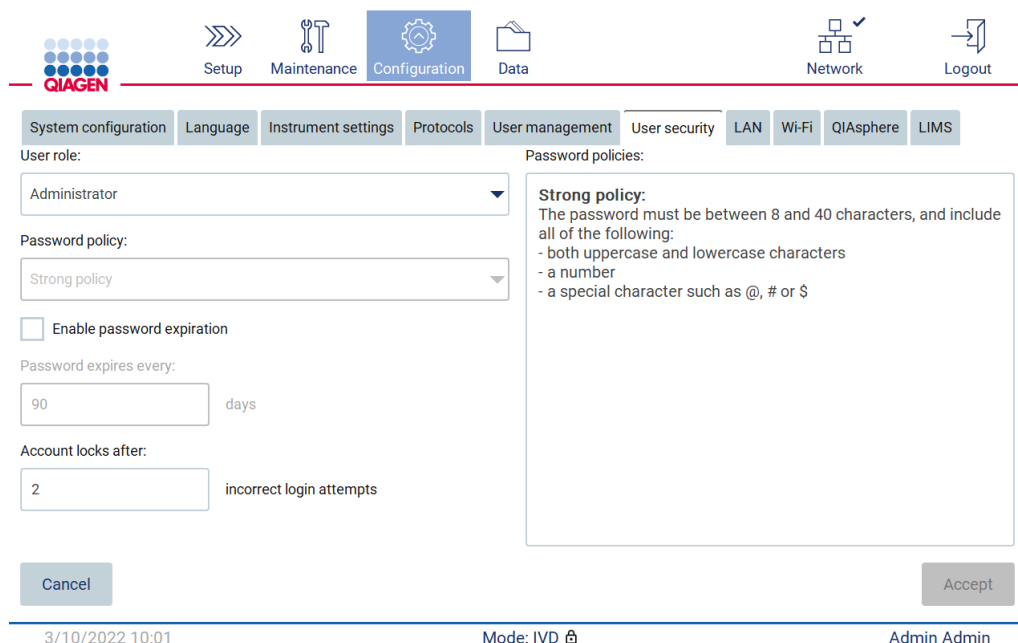 QIAGEN
Setup
Maintenance
Configuration
Data
Network
Logout
System configuration
Language
Instrument settings
Protocols
User management
User security
LAN
Wi-Fi
QIAsphere
LIMS
User role:
Administrator
Password policy:
Strong policy
Enable password expiration
Password expires every:
90 days
Account locks after:
2 incorrect login attempts
Password policies:
Strong policy:
The password must be between 8 and 40 characters, and include
all of the following:
- both uppercase and lowercase characters
- a number
- a special character such as @, # or $
Cancel
Accept
3/10/2022 10:01
Mode: IVD
Admin Admin